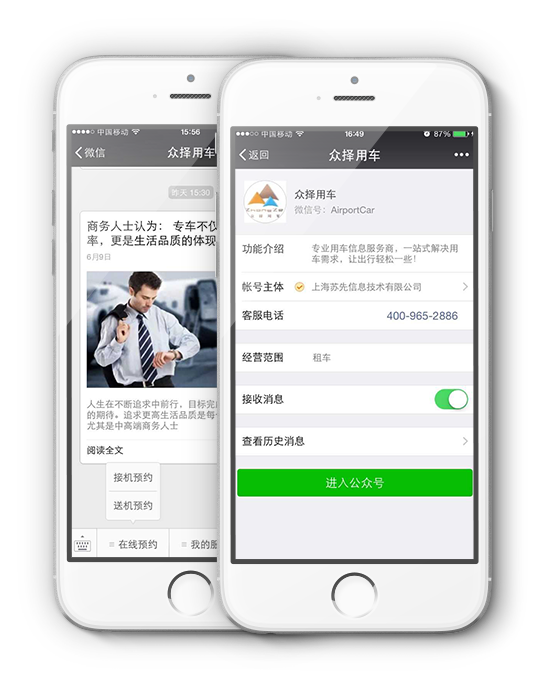 中国移动
15:56
微信
众择用车
昨天 15:30
商务人士认为： 专车不仅
率，更是生活品质的体现
6月9日
人生在不断追求中前行，目标完
的期待。追求更高生活品质是每
尤其是中高端商务人士
阅读全文
接机预约
送机预约
在线预约
我的服
中国移动
16:49
87%
返回
众择用车
众择用车
微信号：AirportCar
功能介绍
专业用车信息服务商，一站式解决用
车需求，让出行轻松一些！
帐号主体
上海苏先信息技术有限公司
客服电话
400-965-2886
经营范围
租车
接收消息
查看历史消息
进入公众号